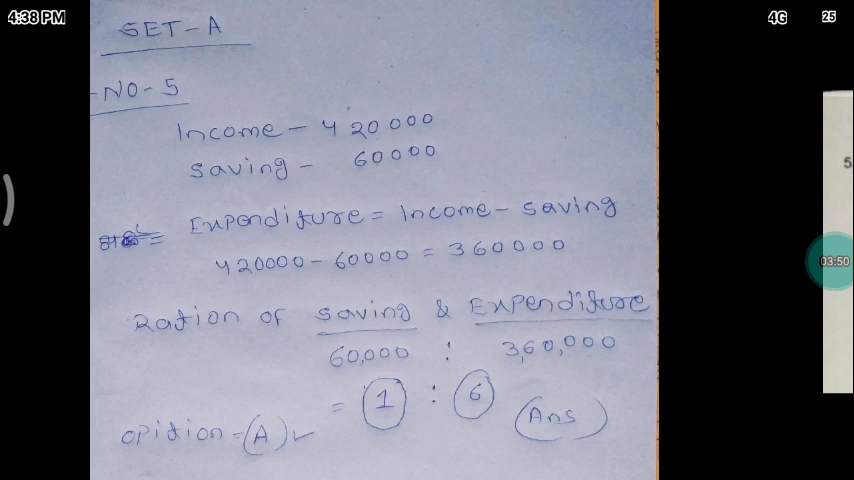 4:38 PM
4G
25
SET-A
-NO-5
Income - 420000
saving - 60000
Expenditure = Income - saving
420000 - 60000 = 360000
Ration of saving & Expenditure
60,000 : 3,60,000
= 1 : 6 (Ans)
opition = (A)
5
03:50